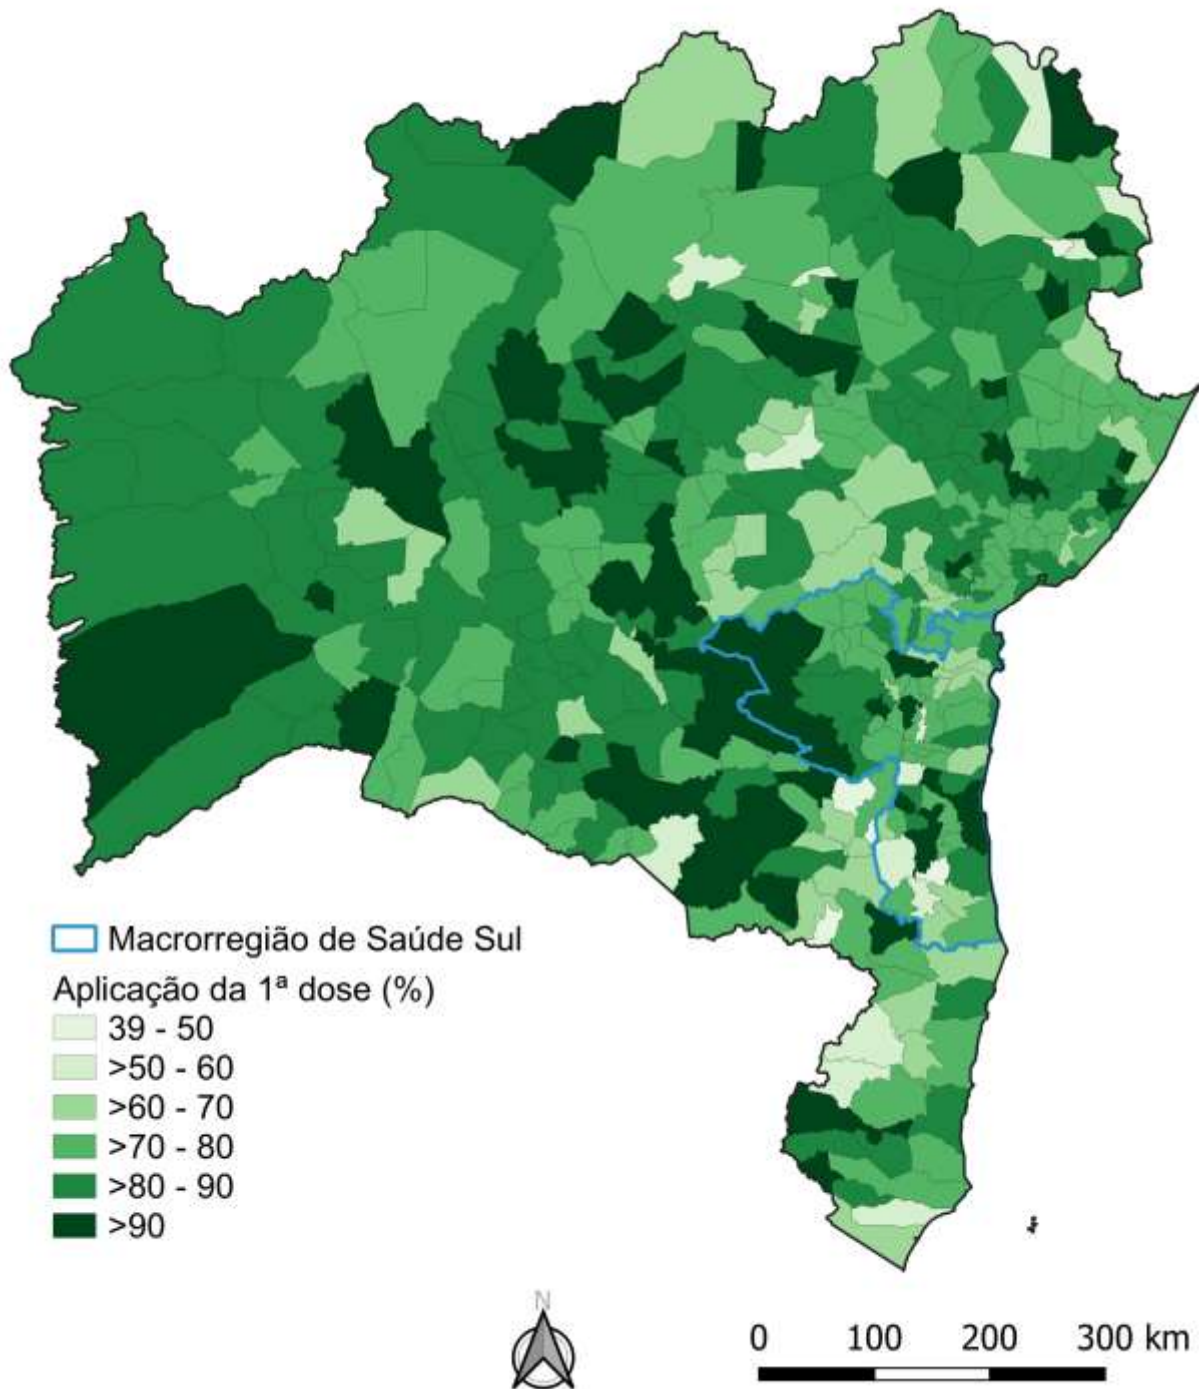 Macrorregião de Saúde Sul
Aplicação da 1ª dose (%)
39 - 50
>50 - 60
>60 - 70
>70 - 80
>80 - 90
>90
N
0 100 200 300 km